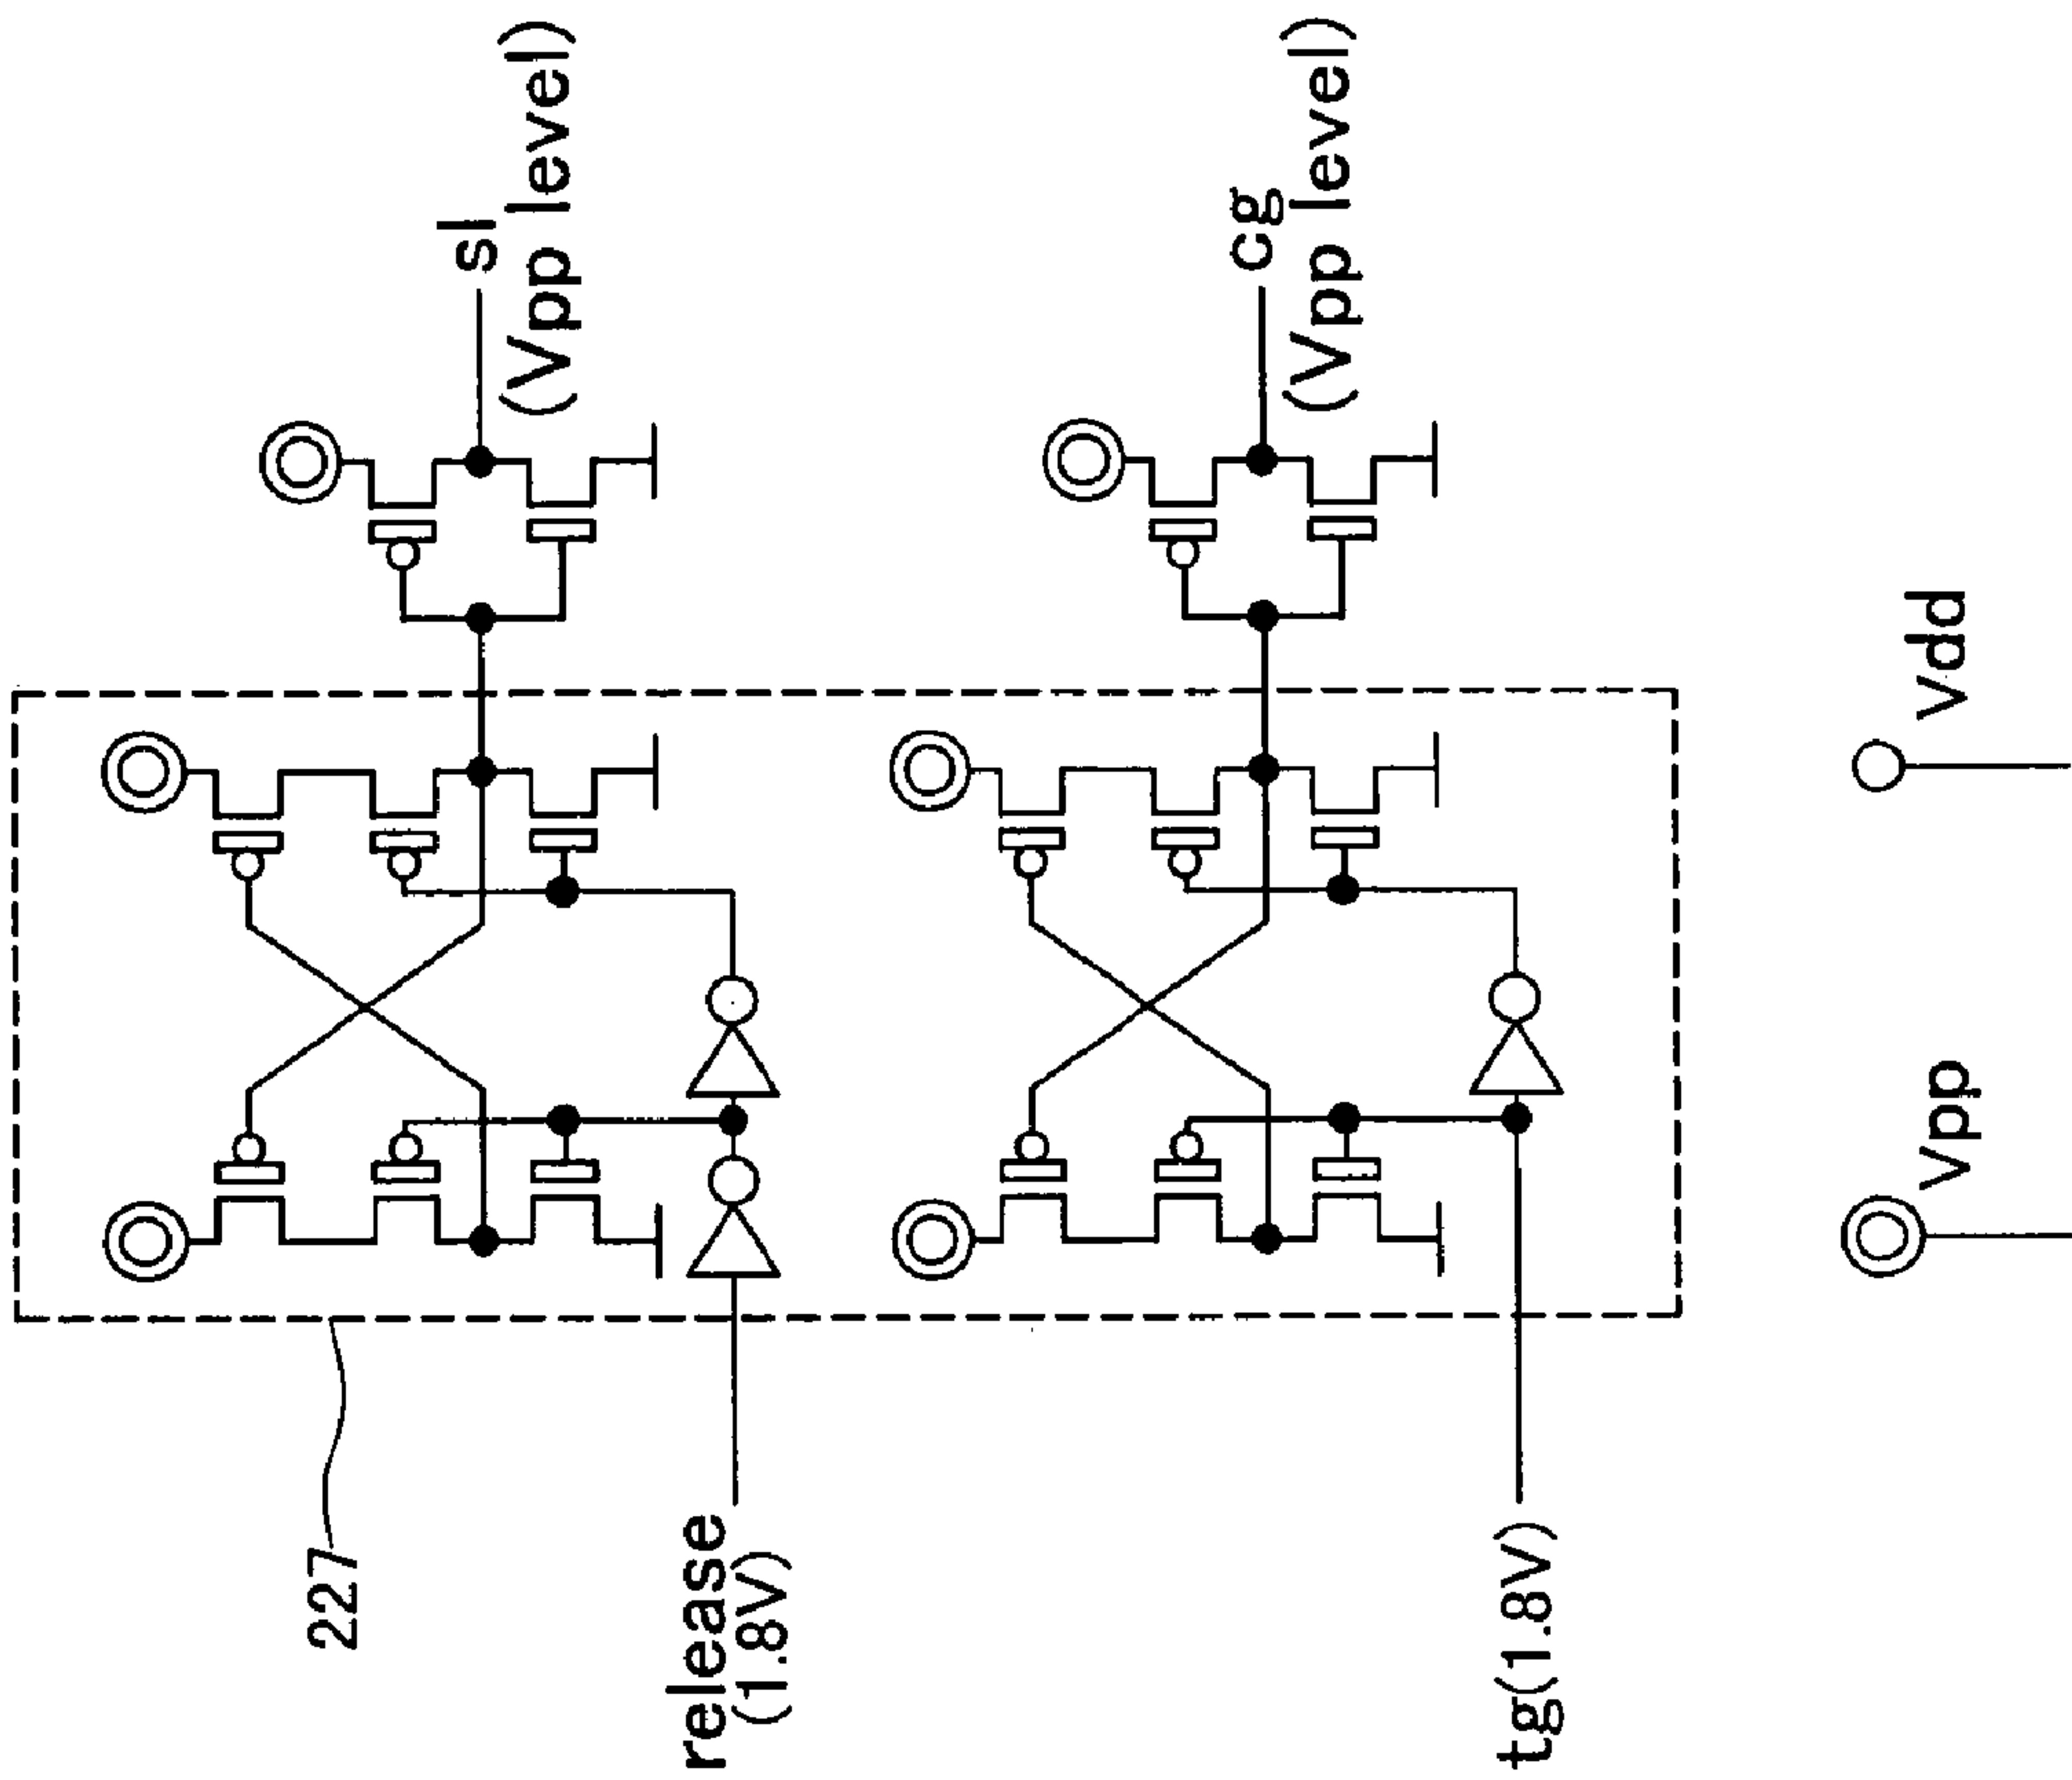 227
release
(1.8V)
tg(1.8V)
sl
(Vpp level)
cg
(Vpp level)
Vpp
Vdd